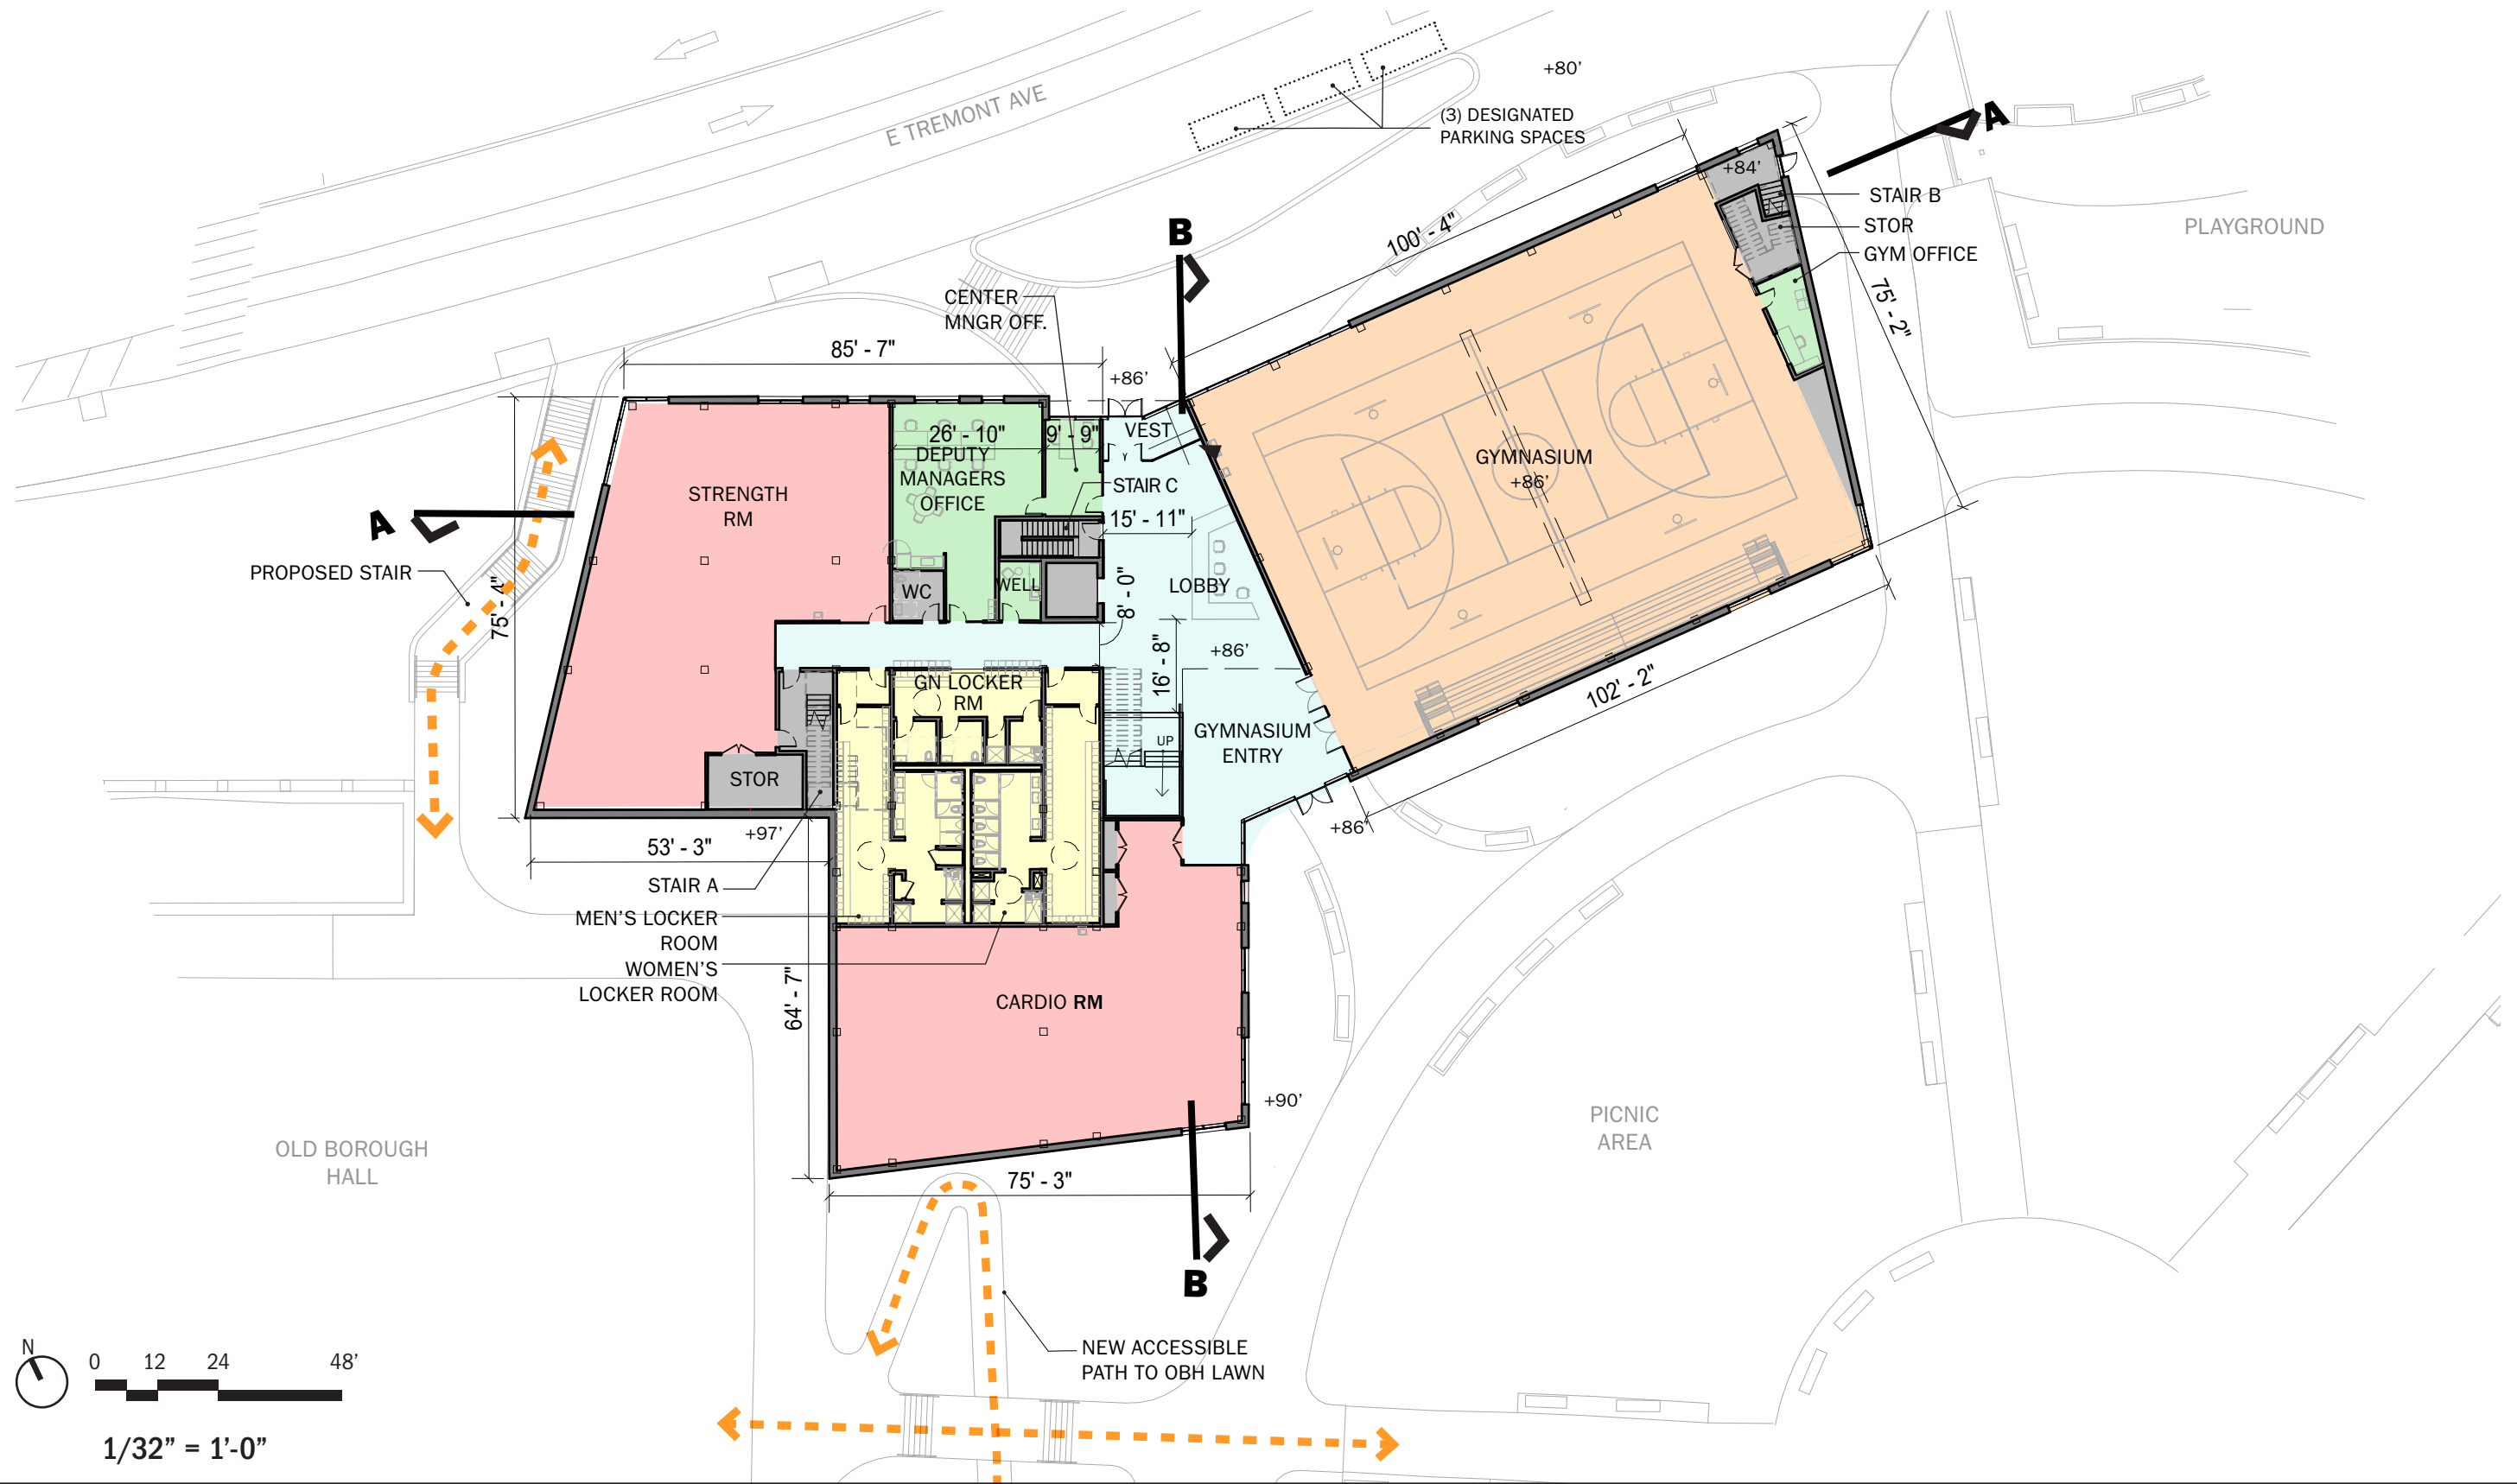 +80'
(3) DESIGNATED
PARKING SPACES
E TREMONT AVE
A
+84'
STAIR B
STOR
GYM OFFICE
PLAYGROUND
B
100' - 4"
75' - 2"
CENTER
MNGR OFF.
85' - 7"
+86'
VEST
26' - 10"
9' - 9"
DEPUTY
MANAGERS
OFFICE
STRENGTH
RM
GYMNASIUM
+86'
STAIR C
15' - 11"
A
PROPOSED STAIR
75' - 4"
WC
WELL
8' - 0"
LOBBY
+86'
16' - 8"
GN LOCKER
RM
102' - 2"
GYMNASIUM
ENTRY
UP
STOR
+97'
+86'
53' - 3"
STAIR A
MEN'S LOCKER
ROOM
WOMEN'S
LOCKER ROOM
64' - 7"
CARDIO RM
+90'
PICNIC
AREA
OLD BOROUGH
HALL
75' - 3"
B
NEW ACCESSIBLE
PATH TO OBH LAWN
N
0 12 24 48’
1/32” = 1’-0”